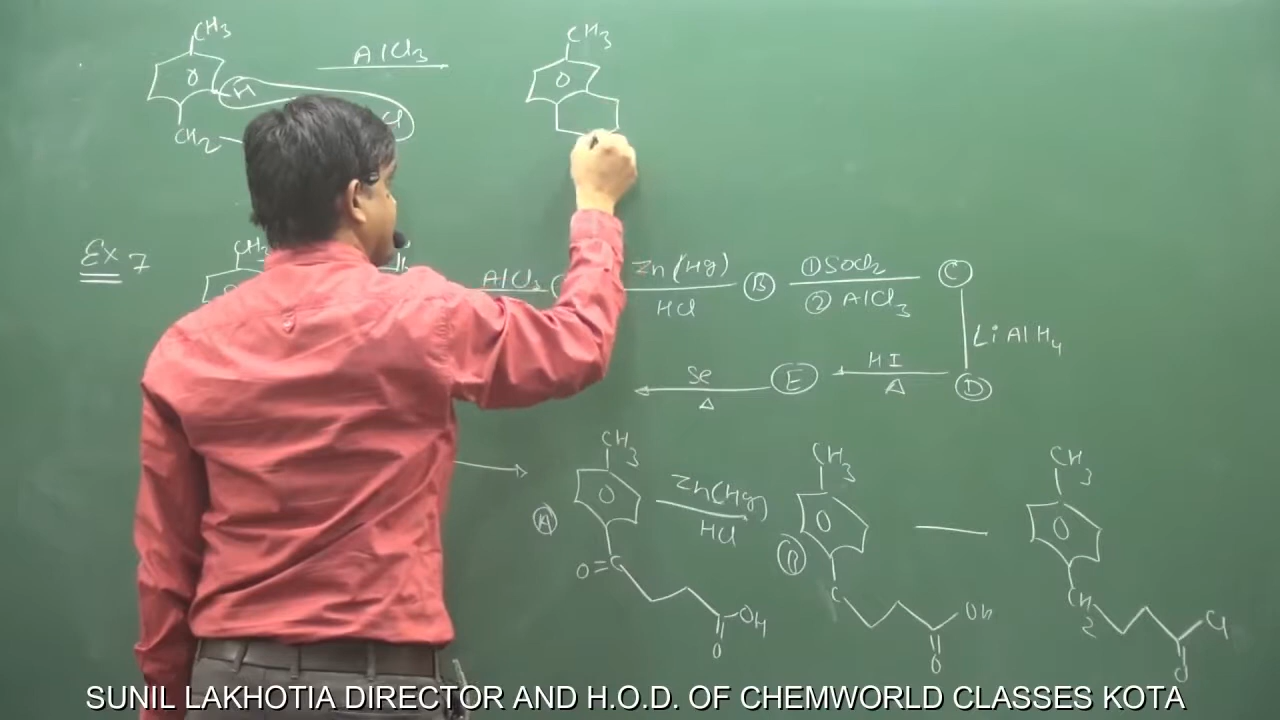 CH3 AlCl3 CH3
H Cl
CH2
Ex 7 CH3 AlCl3 Zn(Hg) HCl B ① SOCl2 ② AlCl3 C
LiAlH4
Se Δ E HI Δ D
CH3 Zn(Hg) CH3 CH3
A HCl B
O=C OH C OH CH2 Cl
O O O
SUNIL LAKHOTIA DIRECTOR AND H.O.D. OF CHEMWORLD CLASSES KOTA